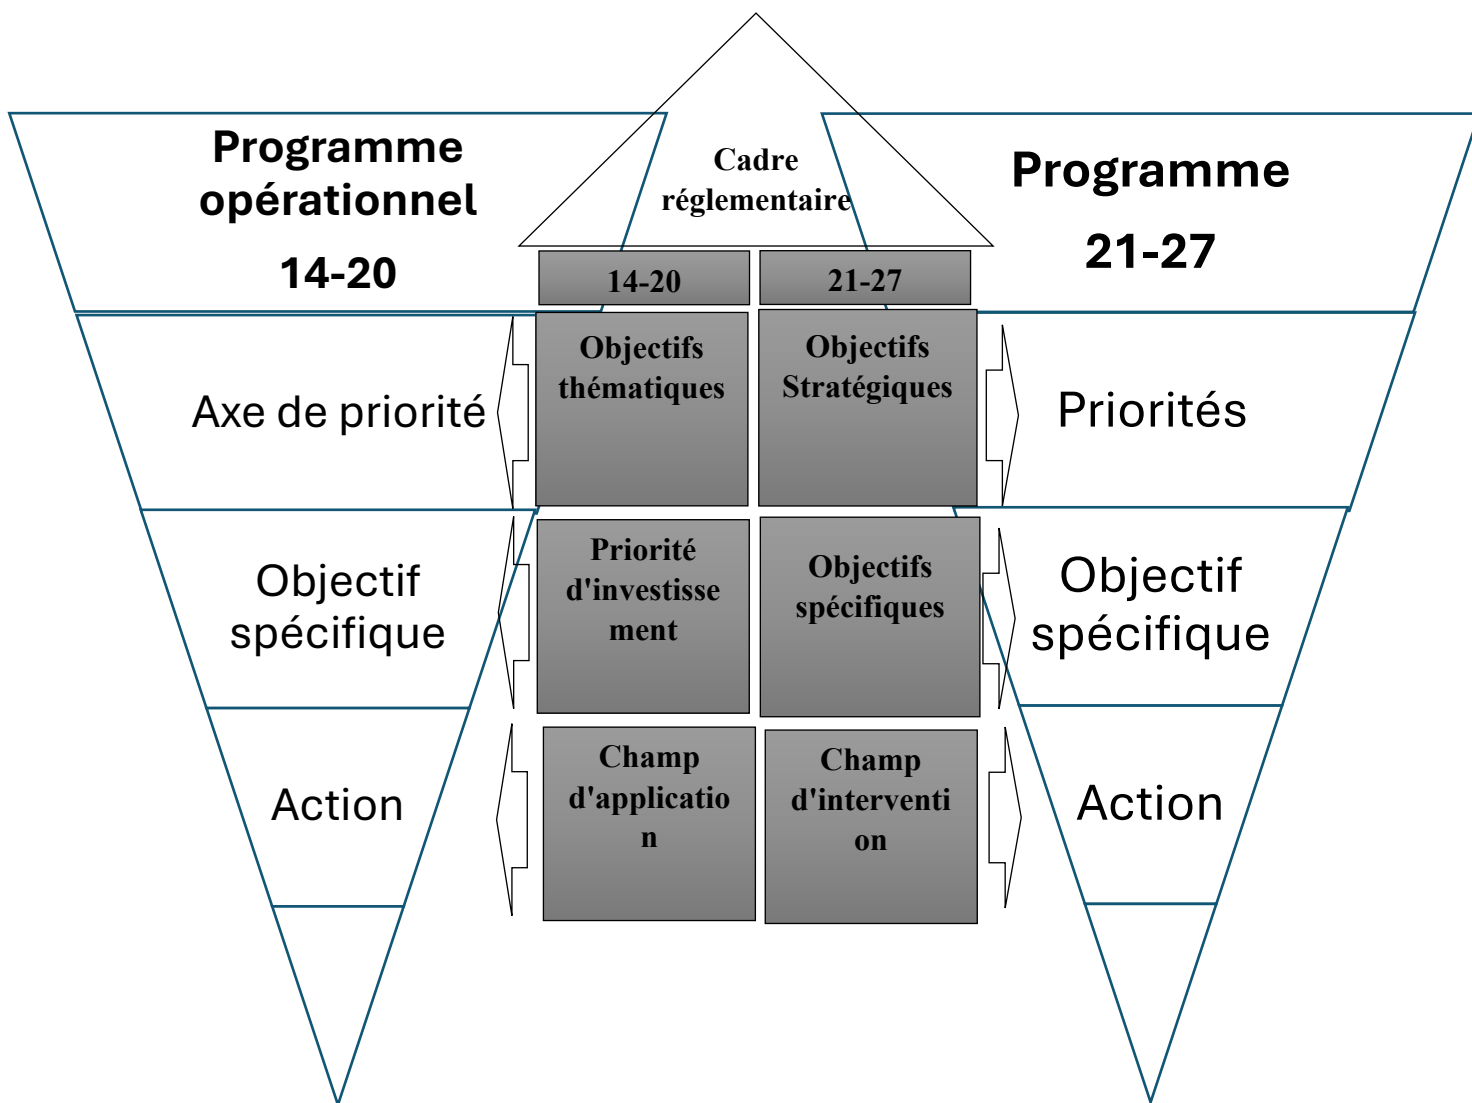 Programme
opérationnel
14-20
Cadre
réglementaire
Programme
21-27
14-20
21-27
Axe de priorité
Objectifs
thématiques
Objectifs
Stratégiques
Priorités
Objectif
spécifique
Priorité
d'investisse
ment
Objectifs
spécifiques
Objectif
spécifique
Action
Champ
d'applicatio
n
Champ
d'interventi
on
Action